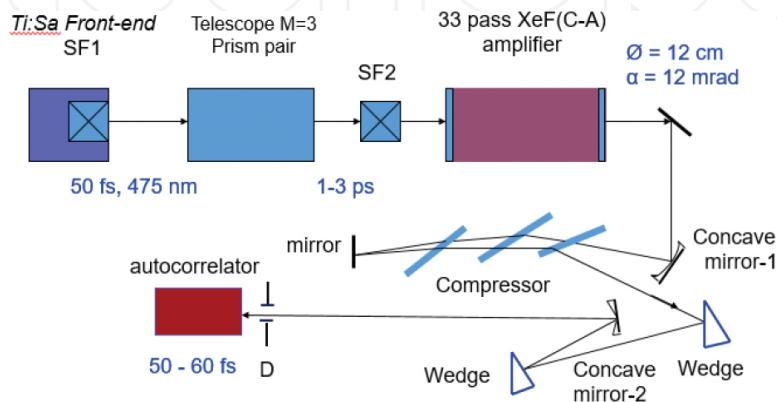 Ti:Sa Front-end
SF1
Telescope M=3
Prism pair
SF2
33 pass XeF(C-A)
amplifier
Ø = 12 cm
α = 12 mrad
50 fs, 475 nm
1-3 ps
mirror
Compressor
Concave
mirror-1
autocorrelator
50 - 60 fs
D
Wedge
Concave
mirror-2
Wedge